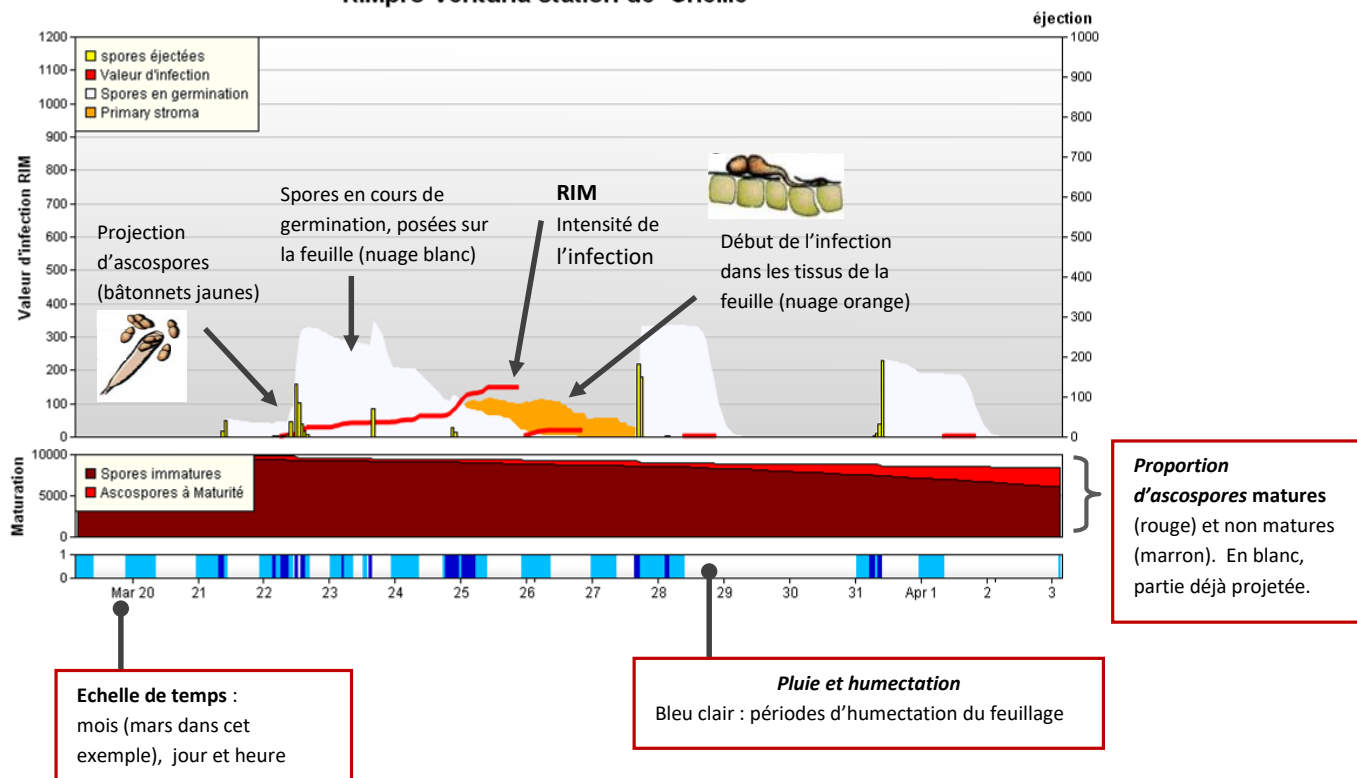 éjection
1200
1100
1000
900
800
700
600
500
400
300
200
100
0
Valeur d'infection RIM
1000
900
800
700
600
500
400
300
200
100
0
spores éjectées
Valeur d'infection
Spores en germination
Primary stroma
Projection
d'ascospores
(bâtonnets jaunes)
Spores en cours de
germination, posées sur
la feuille (nuage blanc)
RIM
Intensité de
l'infection
Début de l'infection
dans les tissus de la
feuille (nuage orange)
Maturation
10000
5000
0
Spores immatures
Ascospores à Maturité
1
0
Mar 20 21 22 23 24 25 26 27 28 29 30 31 Apr 1 2 3
Proportion
d'ascospores matures
(rouge) et non matures
(marron). En blanc,
partie déjà projetée.
Echelle de temps :
mois (mars dans cet
exemple), jour et heure
Pluie et humectation
Bleu clair : périodes d'humectation du feuillage